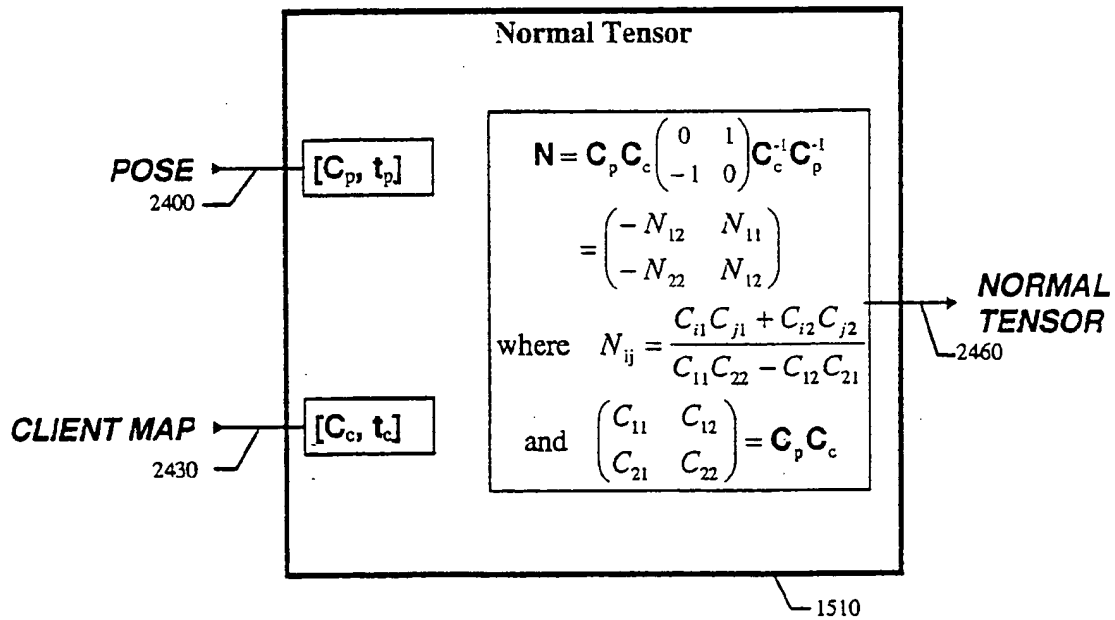 Normal Tensor
POSE
2400
[C_p, t_p]
N = C_p C_c ( 0 1 ; -1 0 ) C_c^-1 C_p^-1
= ( -N_12 N_11 ; -N_22 N_12 )
where N_ij = (C_i1 C_j1 + C_i2 C_j2) / (C_11 C_22 - C_12 C_21)
and ( C_11 C_12 ; C_21 C_22 ) = C_p C_c
NORMAL
TENSOR
2460
CLIENT MAP
2430
[C_c, t_c]
1510